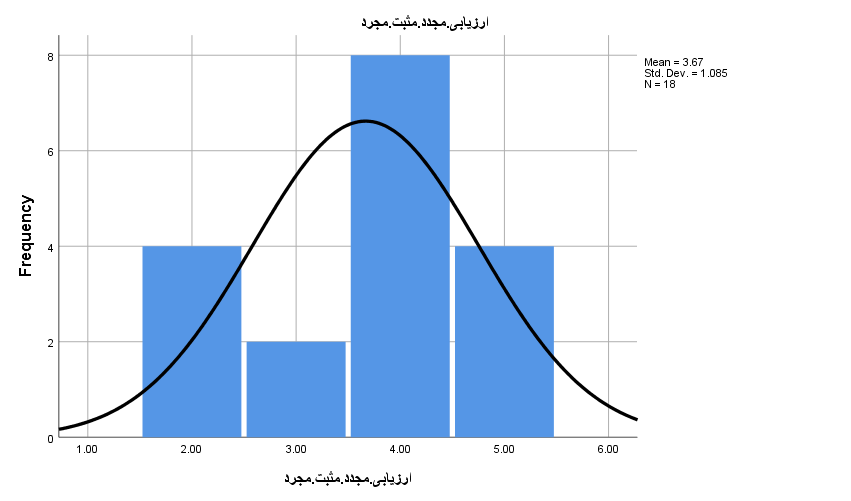 ارزیابی.مجدد.مثبت.مجرد
Mean = 3.67
Std. Dev. = 1.085
N = 18
Frequency
8
6
4
2
0
1.00 2.00 3.00 4.00 5.00 6.00
ارزیابی.مجدد.مثبت.مجرد